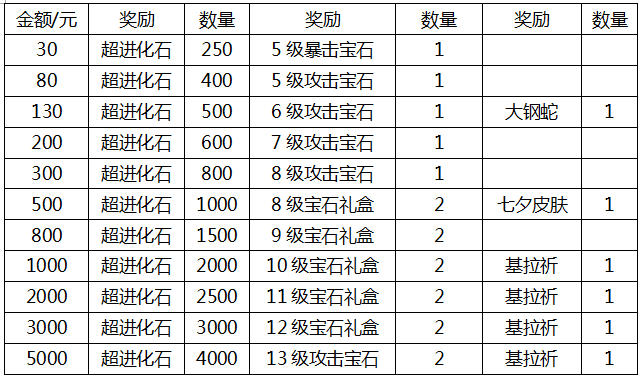 金额/元 奖励 数量 奖励 数量 奖励 数量
30 超进化石 250 5级暴击宝石 1
80 超进化石 400 5级攻击宝石 1
130 超进化石 500 6级攻击宝石 1 大钢蛇 1
200 超进化石 600 7级攻击宝石 1
300 超进化石 800 8级攻击宝石 1
500 超进化石 1000 8级宝石礼盒 2 七夕皮肤 1
800 超进化石 1500 9级宝石礼盒 2
1000 超进化石 2000 10级宝石礼盒 2 基拉祈 1
2000 超进化石 2500 11级宝石礼盒 2 基拉祈 1
3000 超进化石 3000 12级宝石礼盒 2 基拉祈 1
5000 超进化石 4000 13级攻击宝石 2 基拉祈 1